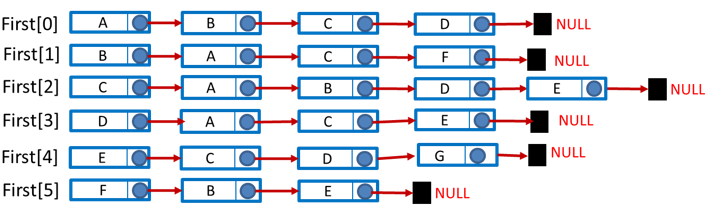 First[0] A B C D NULL
First[1] B A C F NULL
First[2] C A B D E NULL
First[3] D A C E NULL
First[4] E C D G NULL
First[5] F B E NULL